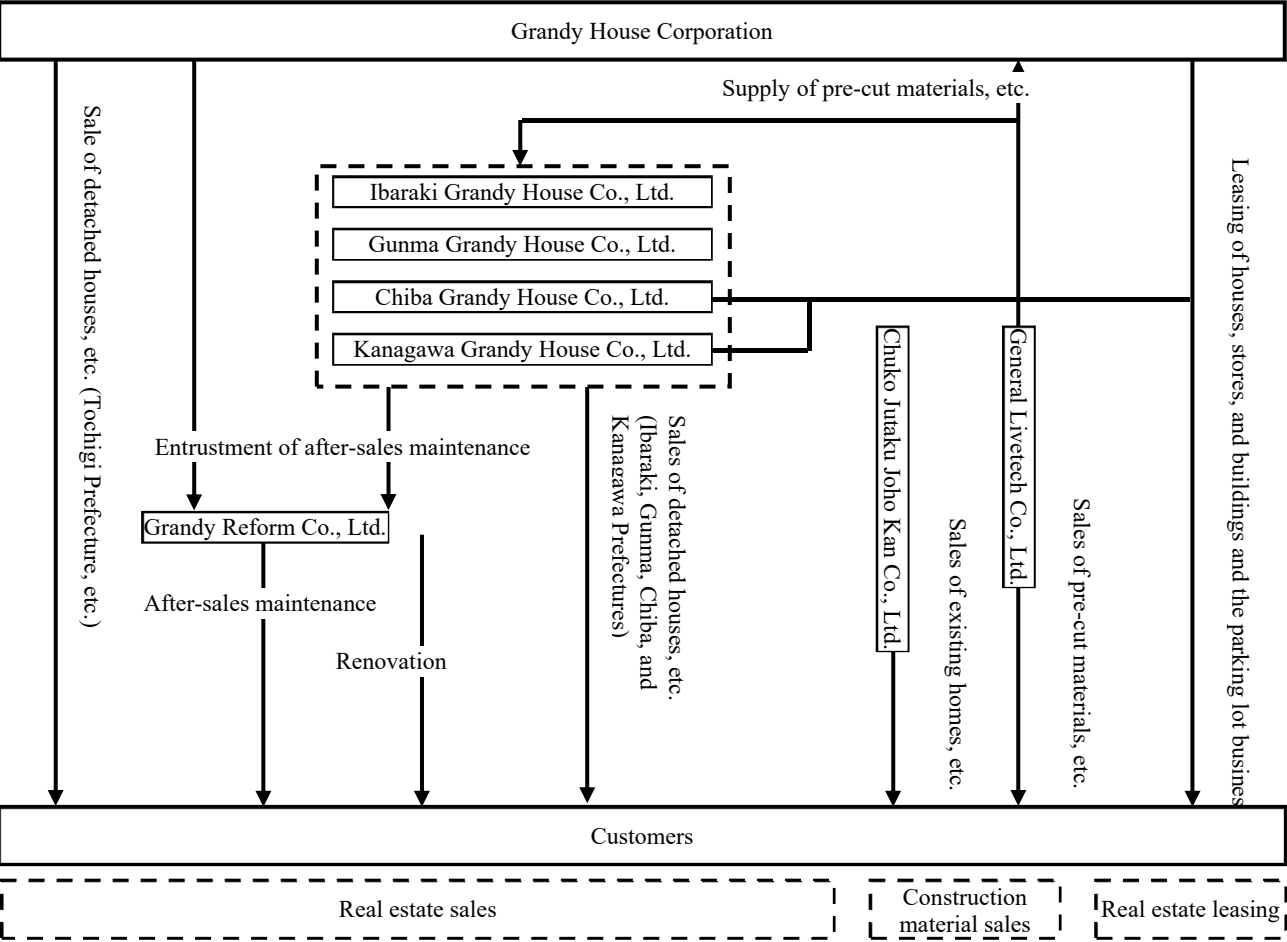 Grandy House Corporation
Supply of pre-cut materials, etc.
Sale of detached houses, etc. (Tochigi Prefecture, etc.)
Ibaraki Grandy House Co., Ltd.
Gunma Grandy House Co., Ltd.
Chiba Grandy House Co., Ltd.
Kanagawa Grandy House Co., Ltd.
Leasing of houses, stores, and buildings and the parking lot busines
Chuko Jutaku Joho Kan Co., Ltd.
General Livetech Co., Ltd.
Entrustment of after-sales maintenance
Sales of detached houses, etc.
(Ibaraki, Gunma, Chiba, and
Kanagawa Prefectures)
Grandy Reform Co., Ltd.
Sales of existing homes, etc.
Sales of pre-cut materials, etc.
After-sales maintenance
Renovation
Customers
Real estate sales
Construction
material sales
Real estate leasing